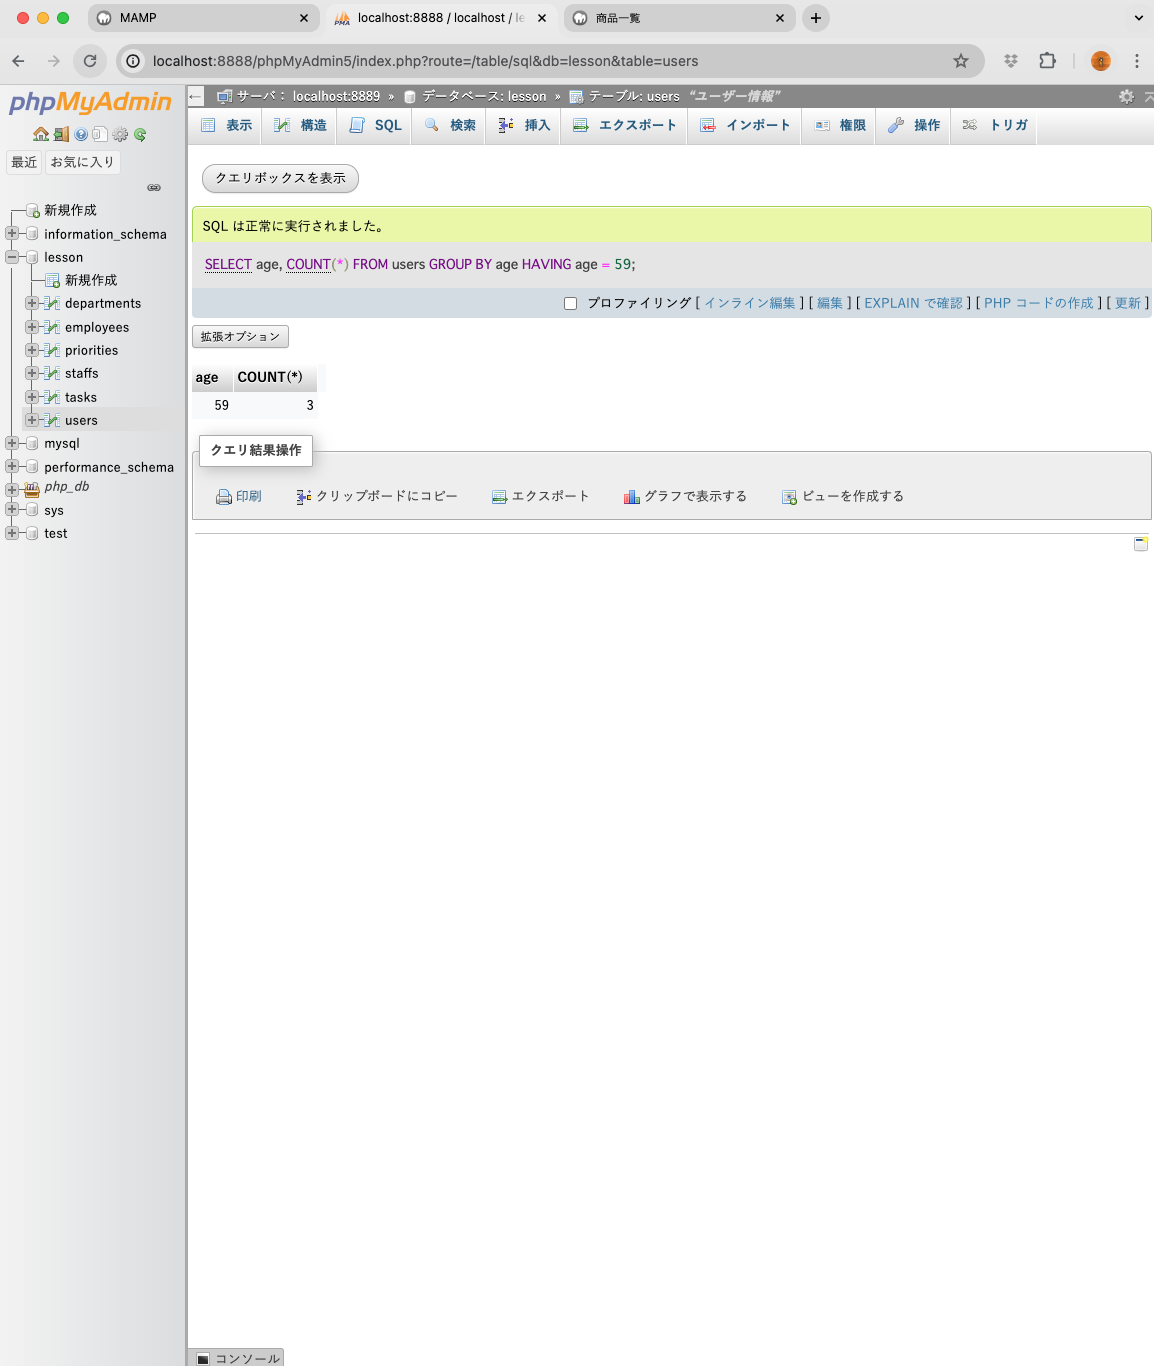 MAMP
localhost:8888 / localhost / le
商品一覧
localhost:8888/phpMyAdmin5/index.php?route=/table/sql&db=lesson&table=users
phpMyAdmin
最近 お気に入り
新規作成
information_schema
lesson
新規作成
departments
employees
priorities
staffs
tasks
users
mysql
performance_schema
php_db
sys
test
サーバ: localhost:8889 » データベース: lesson » テーブル: users “ユーザー情報”
表示 構造 SQL 検索 挿入 エクスポート インポート 権限 操作 トリガ
クエリボックスを表示
SQL は正常に実行されました。
SELECT age, COUNT(*) FROM users GROUP BY age HAVING age = 59;
プロファイリング [ インライン編集 ] [ 編集 ] [ EXPLAIN で確認 ] [ PHP コードの作成 ] [ 更新 ]
拡張オプション
age COUNT(*)
59 3
クエリ結果操作
印刷 クリップボードにコピー エクスポート グラフで表示する ビューを作成する
コンソール